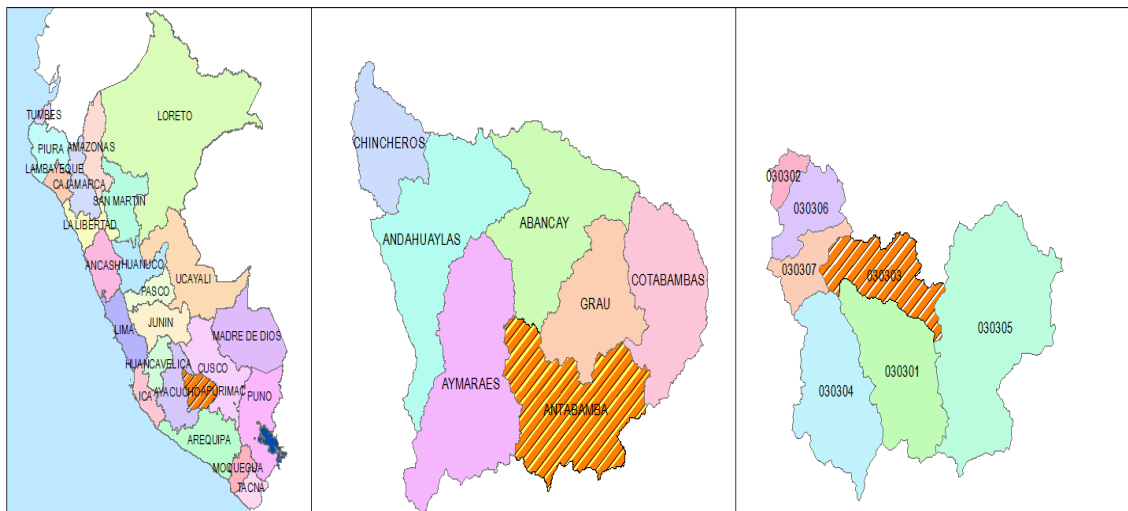 TUMBES
LORETO
PIURA
AMAZONAS
LAMBAYEQUE
CAJAMARCA
SAN MARTIN
LA LIBERTAD
ANCASH
HUANUCO
UCAYALI
PASCO
JUNIN
LIMA
MADRE DE DIOS
HUANCAVELICA
CUSCO
ICA
AYACUCHO
APURIMAC
PUNO
AREQUIPA
MOQUEGUA
TACNA
CHINCHEROS
ANDAHUAYLAS
ABANCAY
COTABAMBAS
GRAU
AYMARAES
ANTABAMBA
030302
030306
030307
030303
030305
030301
030304